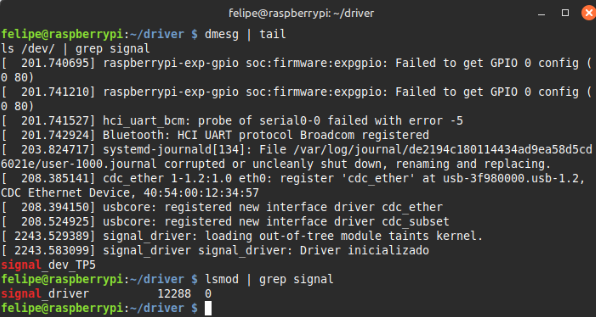 felipe@raspberrypi: ~/driver
felipe@raspberrypi:~/driver $ dmesg | tail
ls /dev/ | grep signal
[  201.740695] raspberrypi-exp-gpio soc:firmware:expgpio: Failed to get GPIO 0 config (
0 80)
[  201.741210] raspberrypi-exp-gpio soc:firmware:expgpio: Failed to get GPIO 0 config (
0 80)
[  201.741527] hci_uart_bcm: probe of serial0-0 failed with error -5
[  201.742924] Bluetooth: HCI UART protocol Broadcom registered
[  203.824717] systemd-journald[134]: File /var/log/journal/de2194c180114434ad9ea58d5cd
6021e/user-1000.journal corrupted or uncleanly shut down, renaming and replacing.
[  208.385141] cdc_ether 1-1.2:1.0 eth0: register 'cdc_ether' at usb-3f980000.usb-1.2,
CDC Ethernet Device, 40:54:00:12:34:57
[  208.394150] usbcore: registered new interface driver cdc_ether
[  208.524925] usbcore: registered new interface driver cdc_subset
[ 2243.529389] signal_driver: loading out-of-tree module taints kernel.
[ 2243.583099] signal_driver signal_driver: Driver inicializado
signal_dev_TP5
felipe@raspberrypi:~/driver $ lsmod | grep signal
signal_driver          12288  0
felipe@raspberrypi:~/driver $